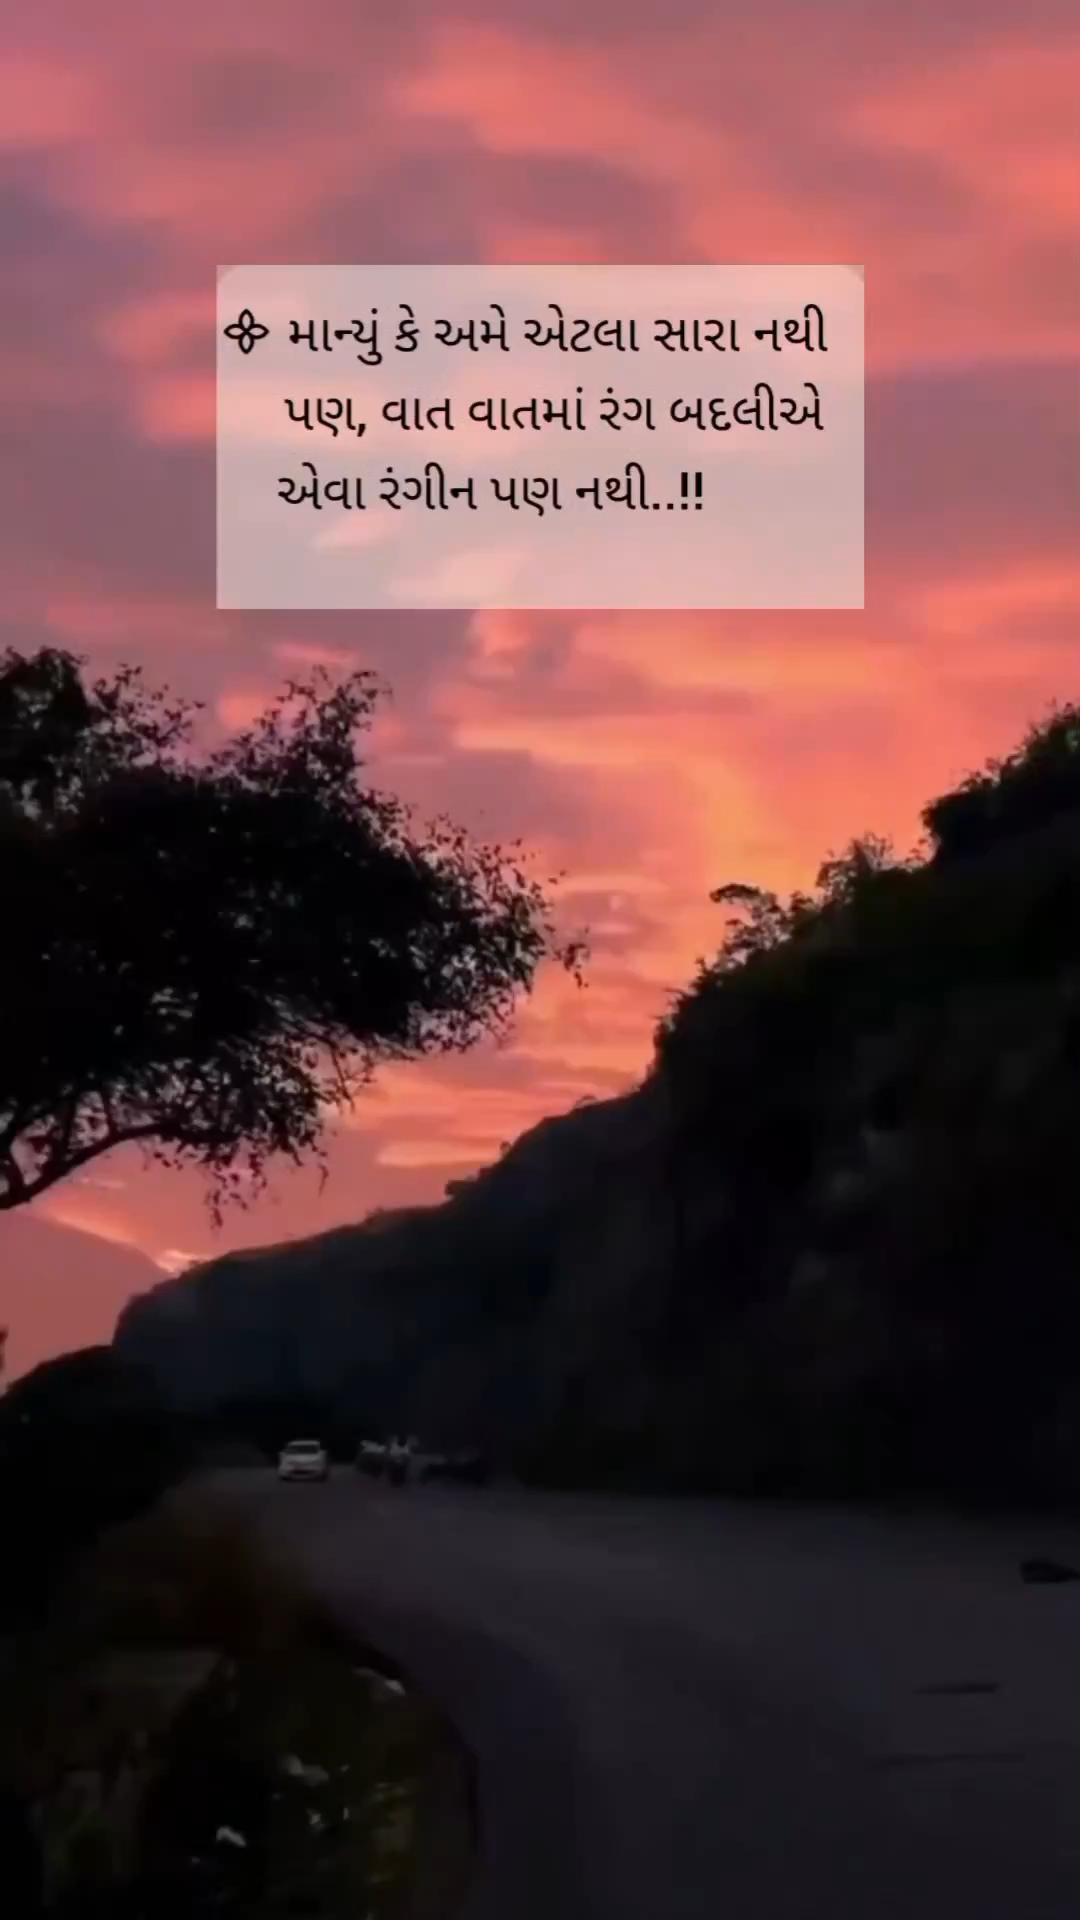 માન્યું કે અમે એટલા સારા નથી
પણ, વાત વાતમાં રંગ બદલીએ
એવા રંગીન પણ નથી..!!